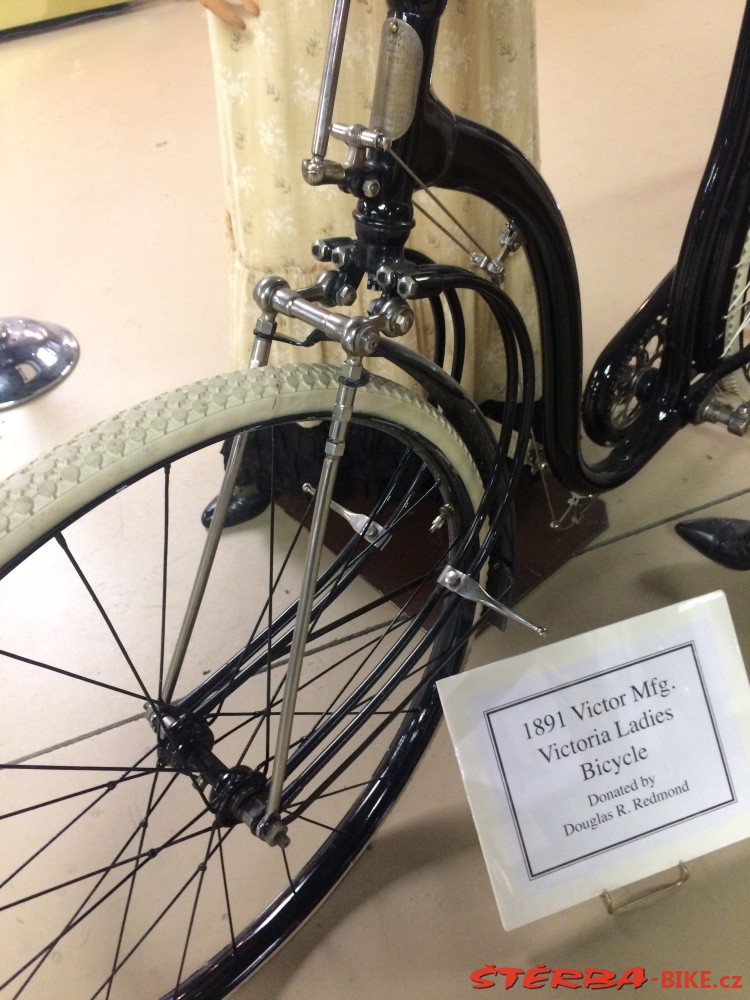 1891 Victor Mfg.
Victoria Ladies
Bicycle
Donated by
Douglas R. Redmond
ŠTĚRBA-BIKE.cz